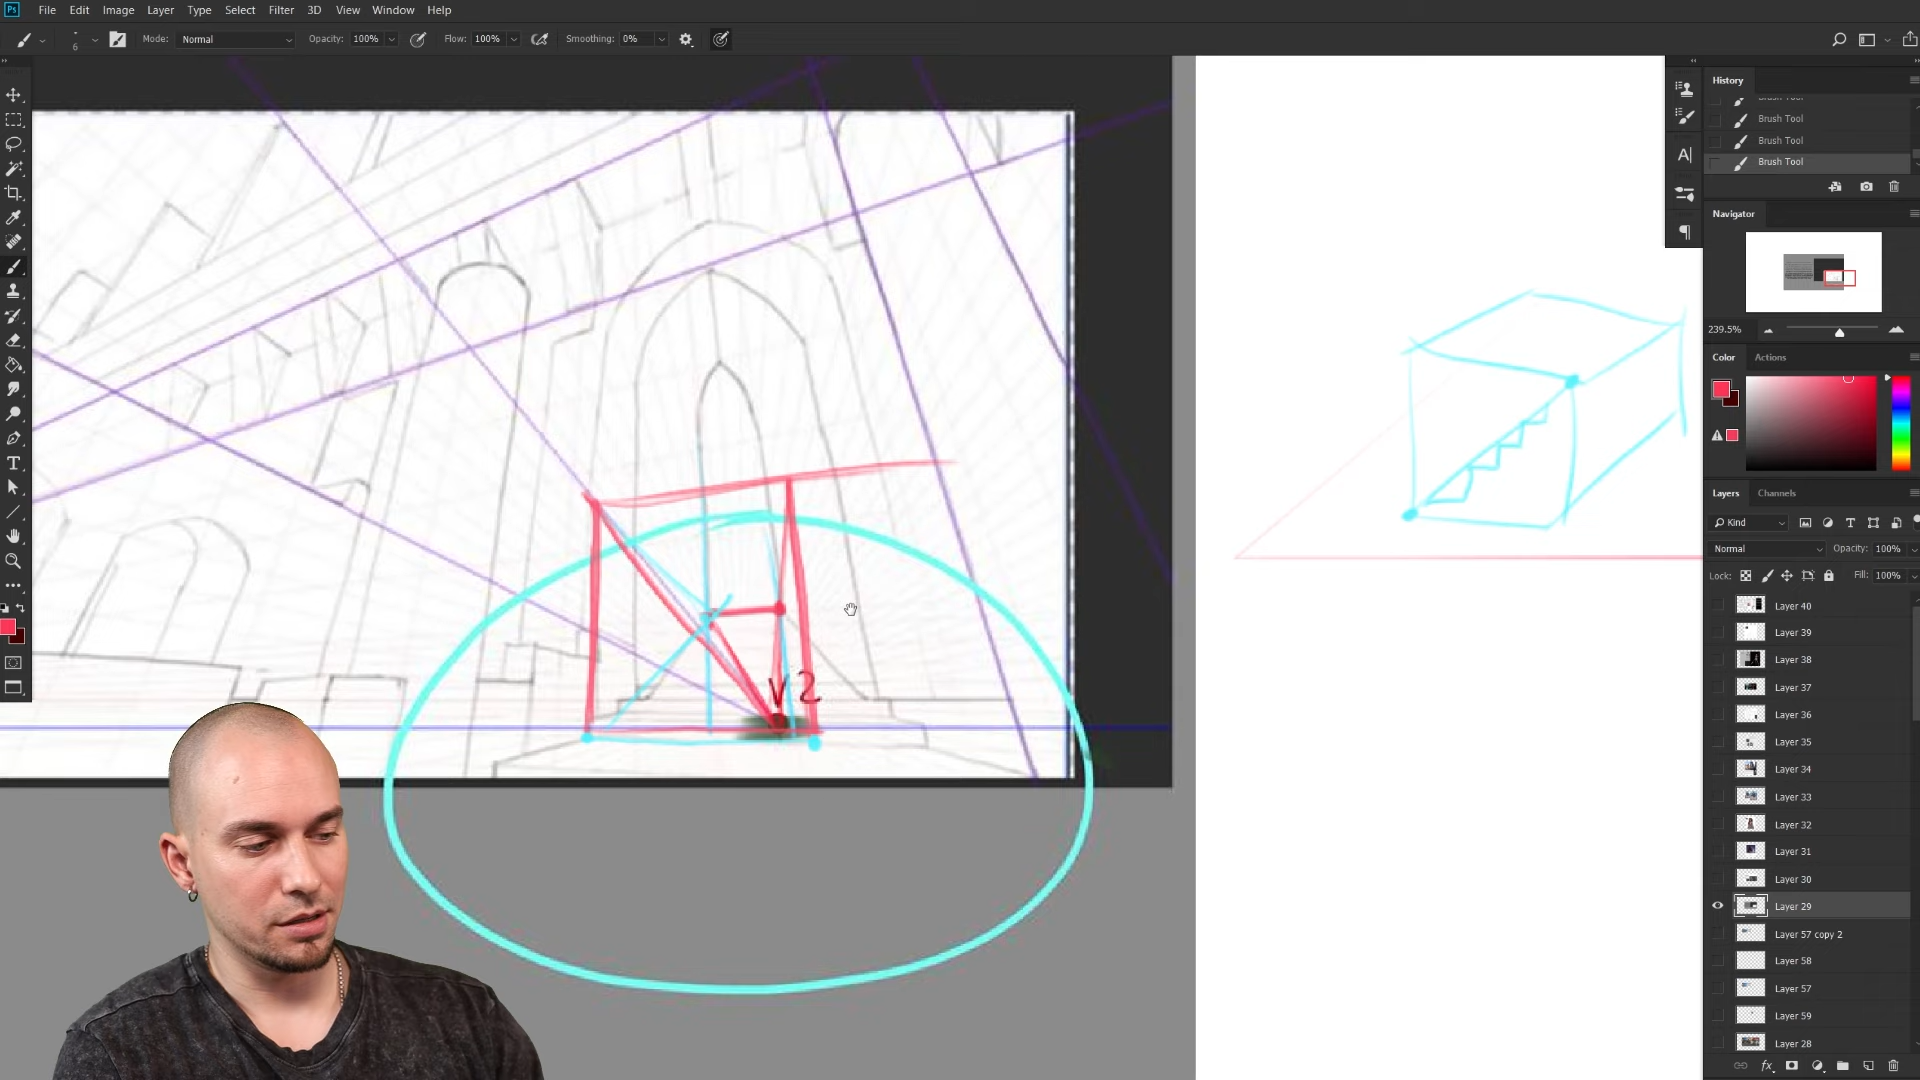 Ps File Edit Image Layer Type Select Filter 3D View Window Help
6 Mode: Normal Opacity: 100% Flow: 100% Smoothing: 0%
History
Brush Tool
Brush Tool
Brush Tool
Navigator
239.5%
Color Actions
Layers Channels
Kind
Normal Opacity: 100%
Lock: Fill: 100%
Layer 40
Layer 39
Layer 38
Layer 37
Layer 36
Layer 35
Layer 34
Layer 33
Layer 32
Layer 31
Layer 30
Layer 29
Layer 57 copy 2
Layer 58
Layer 57
Layer 59
Layer 28
fx
V2